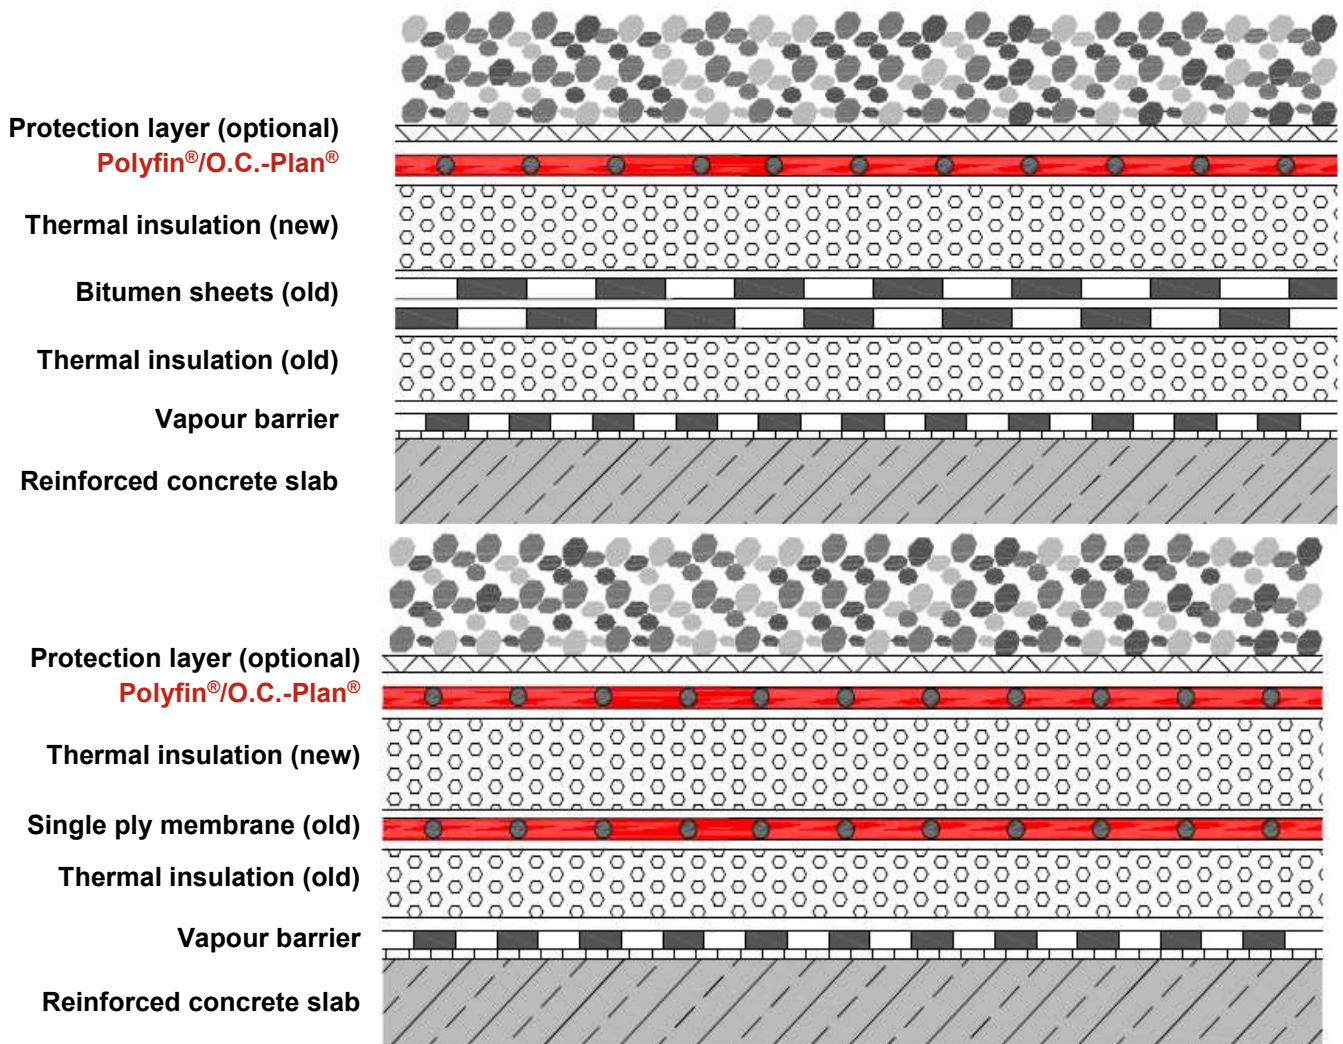 Protection layer (optional)
Polyfin®/O.C.-Plan®
Thermal insulation (new)
Bitumen sheets (old)
Thermal insulation (old)
Vapour barrier
Reinforced concrete slab
Protection layer (optional)
Polyfin®/O.C.-Plan®
Thermal insulation (new)
Single ply membrane (old)
Thermal insulation (old)
Vapour barrier
Reinforced concrete slab